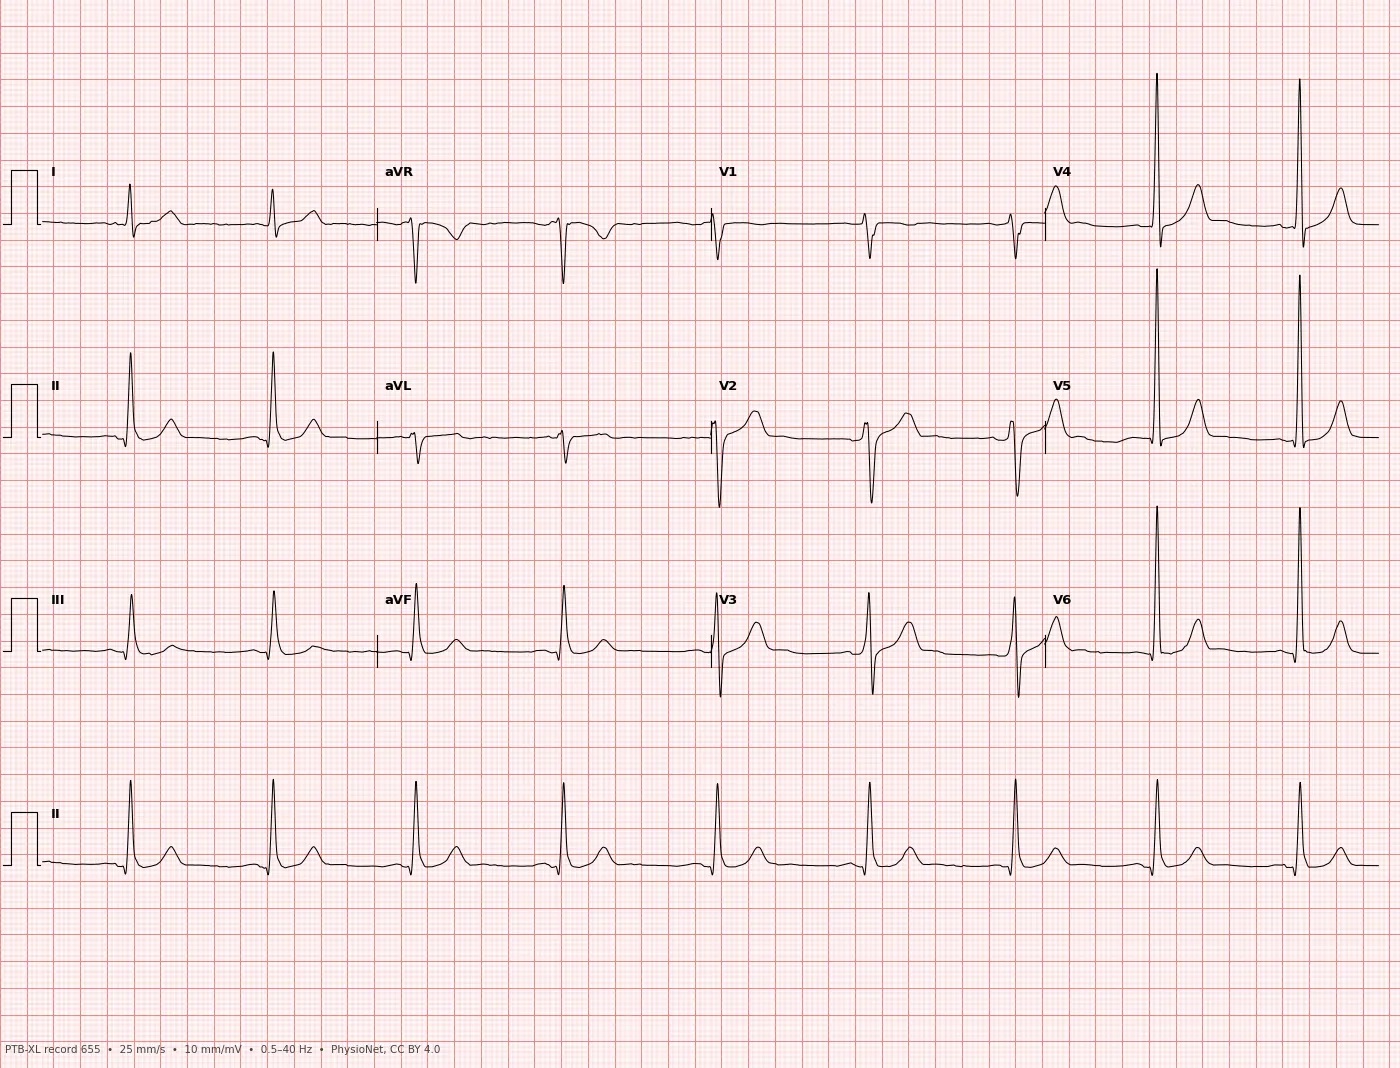 I aVR V1 V4
II aVL V2 V5
III aVF V3 V6
II
PTB-XL record 655 • 25 mm/s • 10 mm/mV • 0.5–40 Hz • PhysioNet, CC BY 4.0